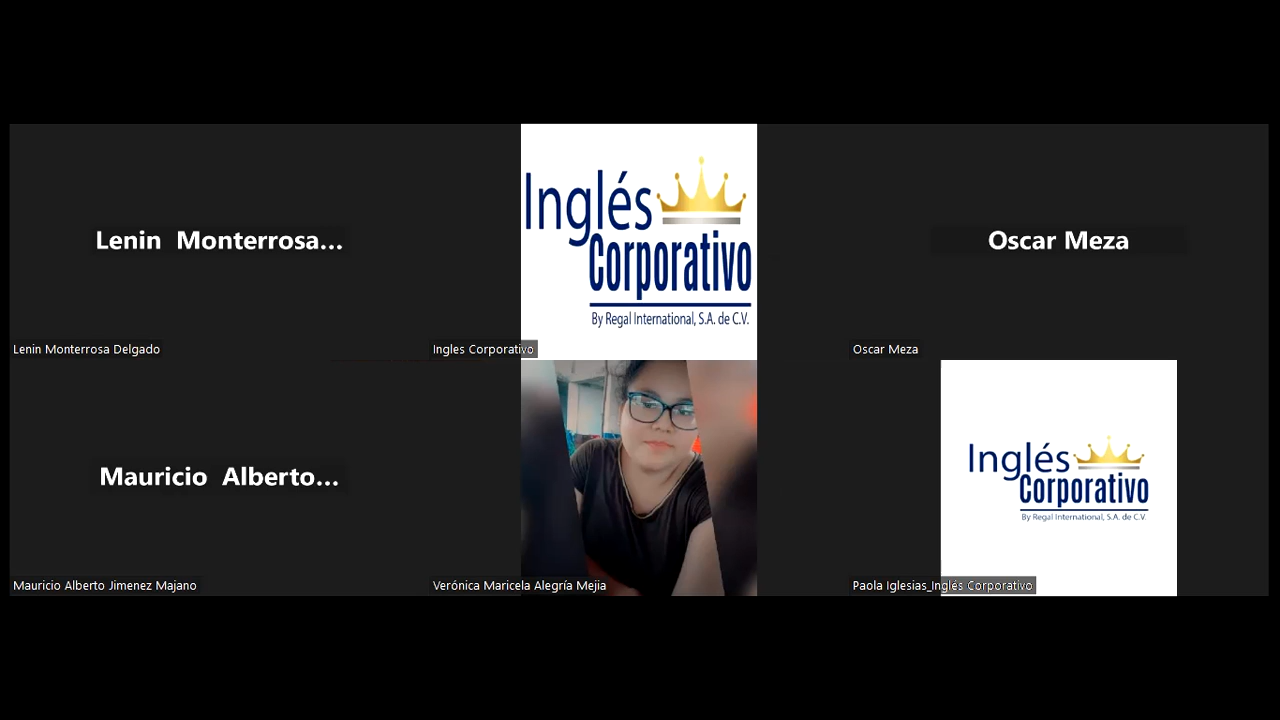 Lenin Monterrosa...
Inglés
Corporativo
By Regal International, S.A. de C.V.
Oscar Meza
Lenin Monterrosa Delgado
Ingles Corporativo
Oscar Meza
Mauricio Alberto...
Inglés
Corporativo
By Regal International, S.A. de C.V.
Mauricio Alberto Jimenez Majano
Verónica Maricela Alegría Mejia
Paola Iglesias_Inglés Corporativo